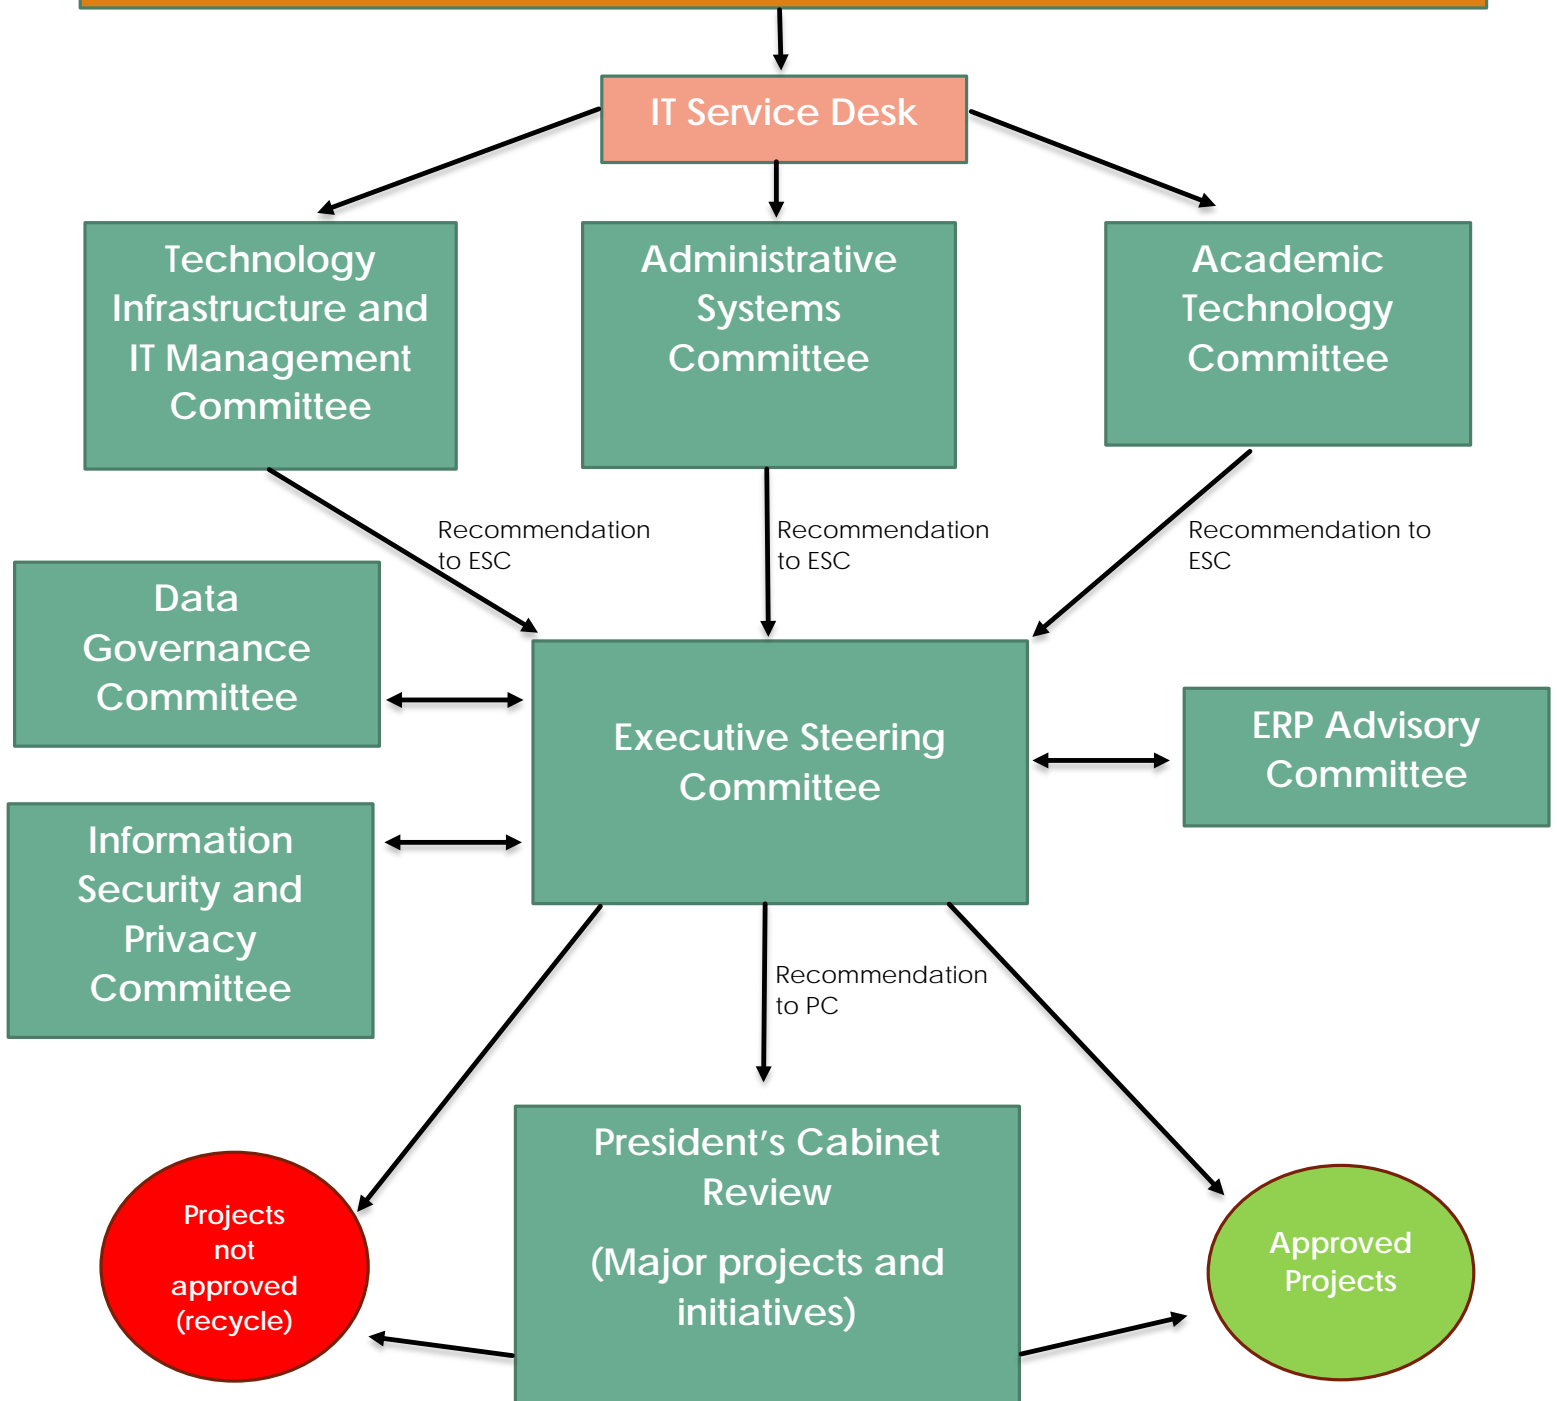 IT Service Desk
Technology
Infrastructure and
IT Management
Committee
Administrative
Systems
Committee
Academic
Technology
Committee
Recommendation
to ESC
Recommendation
to ESC
Recommendation to
ESC
Data
Governance
Committee
Executive Steering
Committee
ERP Advisory
Committee
Information
Security and
Privacy
Committee
Recommendation
to PC
President’s Cabinet
Review
(Major projects and
initiatives)
Projects
not
approved
(recycle)
Approved
Projects